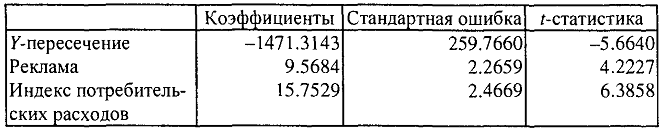 Коэффициенты Стандартная ошибка t-статистика
Y-пересечение –1471.3143 259.7660 –5.6640
Реклама 9.5684 2.2659 4.2227
Индекс потребитель- 15.7529 2.4669 6.3858
ских расходов